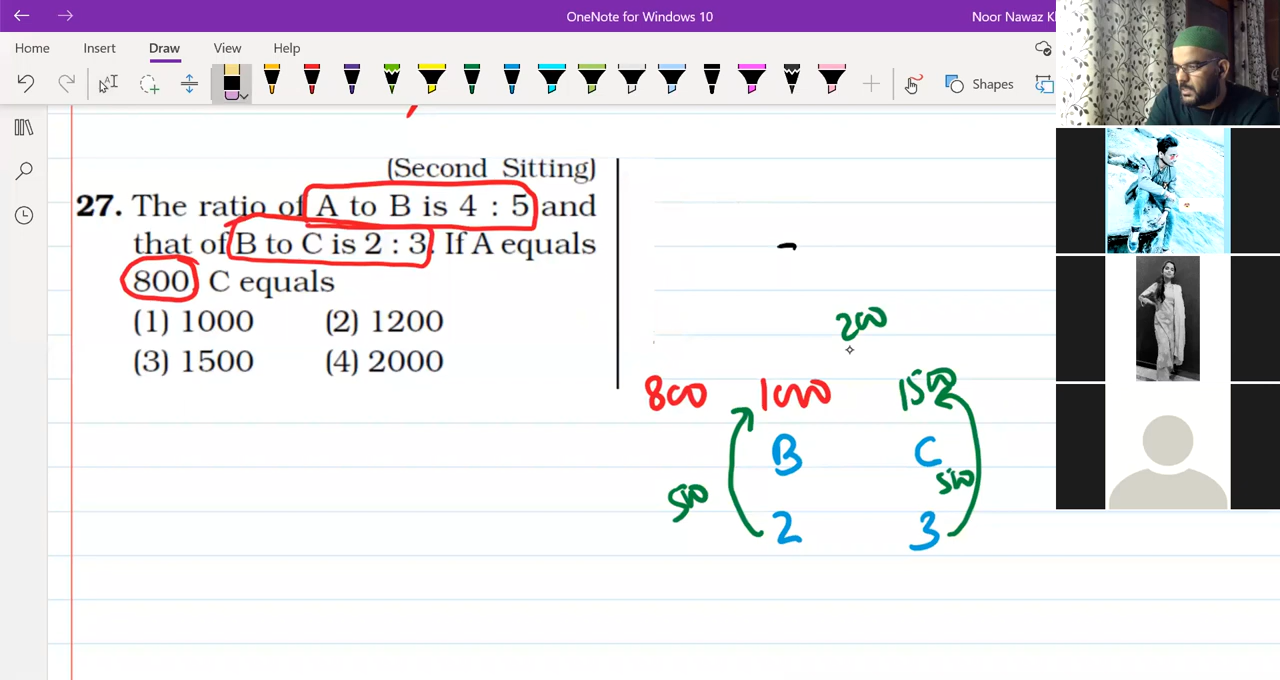 OneNote for Windows 10
Noor Nawaz Kh
Home Insert Draw View Help
Shapes
(Second Sitting)
27. The ratio of A to B is 4 : 5 and
that of B to C is 2 : 3. If A equals
800, C equals
(1) 1000 (2) 1200
(3) 1500 (4) 2000
200
800 1000 1500
B C
500 500
2 3